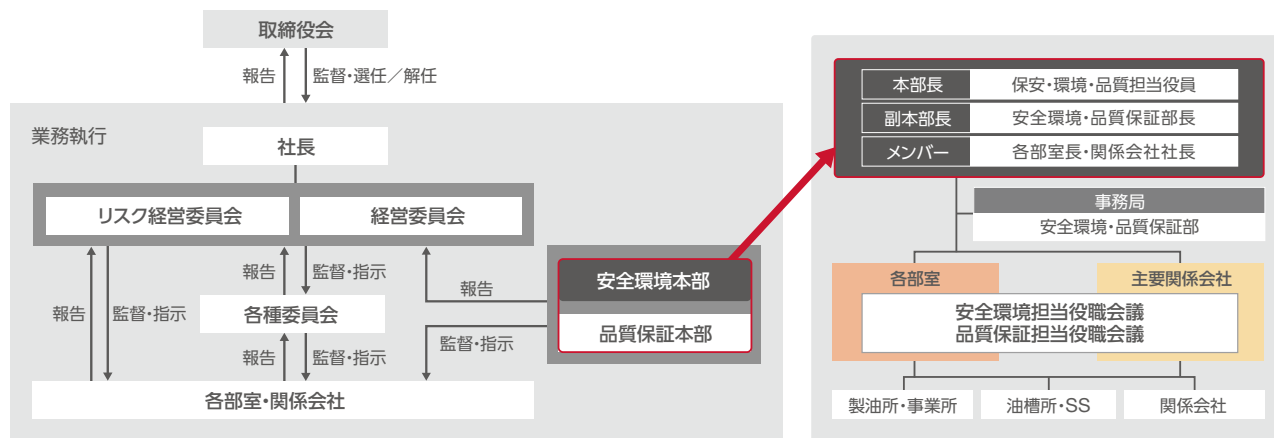 取締役会
報告
監督・選任／解任
業務執行
社長
リスク経営委員会
経営委員会
報告
監督・指示
報告
監督・指示
各種委員会
報告
監督・指示
報告
監督・指示
安全環境本部
品質保証本部
各部室・関係会社
本部長
保安・環境・品質担当役員
副本部長
安全環境・品質保証部長
メンバー
各部室長・関係会社社長
事務局
安全環境・品質保証部
各部室
主要関係会社
安全環境担当役職会議
品質保証担当役職会議
製油所・事業所
油槽所・SS
関係会社